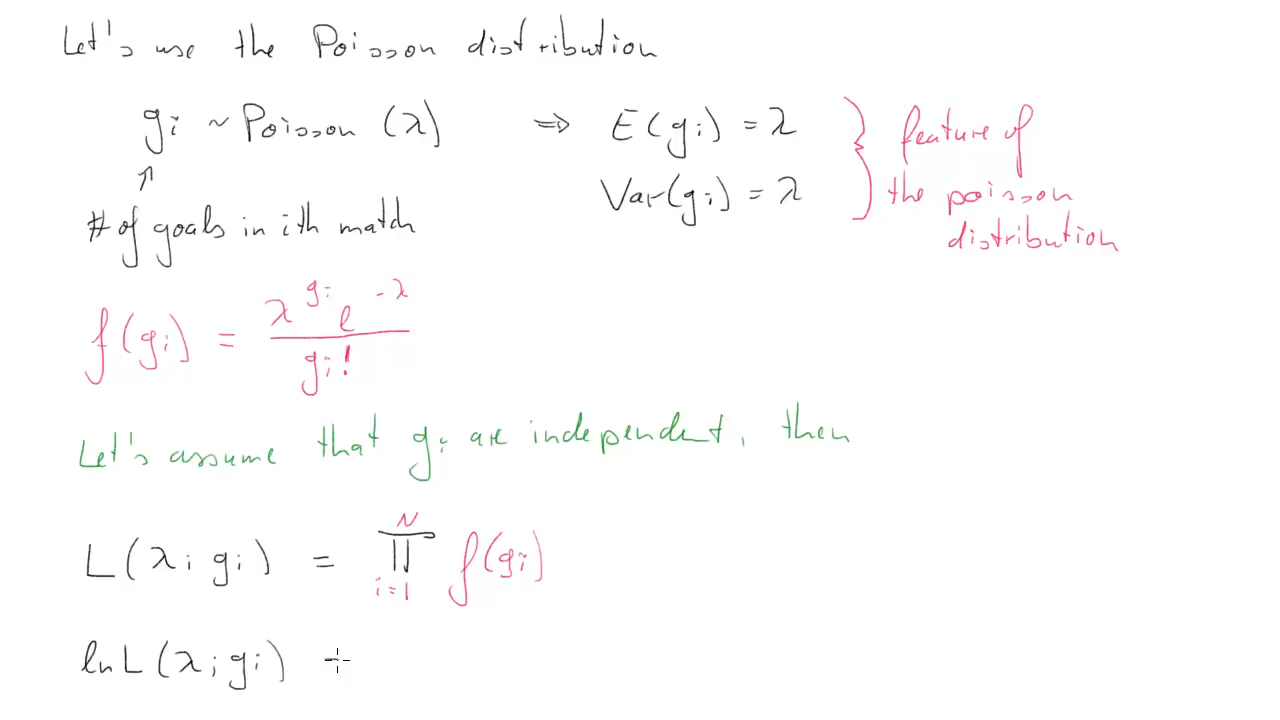 Let's use the Poisson distribution
gi ~ Poisson (λ) ⇒ E(gi) = λ } feature of
↑ Var(gi) = λ the poisson
# of goals in ith match distribution
f(gi) = λ^gi e^-λ / gi!
Let's assume that gi are independent, then
L(λ; gi) = ∏_{i=1}^{N} f(gi)
ln L (λ; gi) =